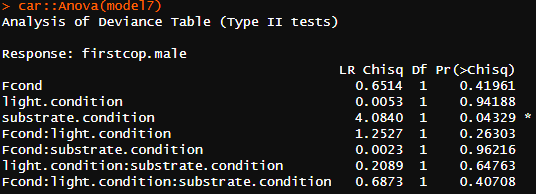 > car::Anova(model7)
Analysis of Deviance Table (Type II tests)
Response: firstcop.male
LR Chisq Df Pr(>Chisq)
Fcond 0.6514 1 0.41961
light.condition 0.0053 1 0.94188
substrate.condition 4.0840 1 0.04329 *
Fcond:light.condition 1.2527 1 0.26303
Fcond:substrate.condition 0.0023 1 0.96216
light.condition:substrate.condition 0.2089 1 0.64763
Fcond:light.condition:substrate.condition 0.6873 1 0.40708